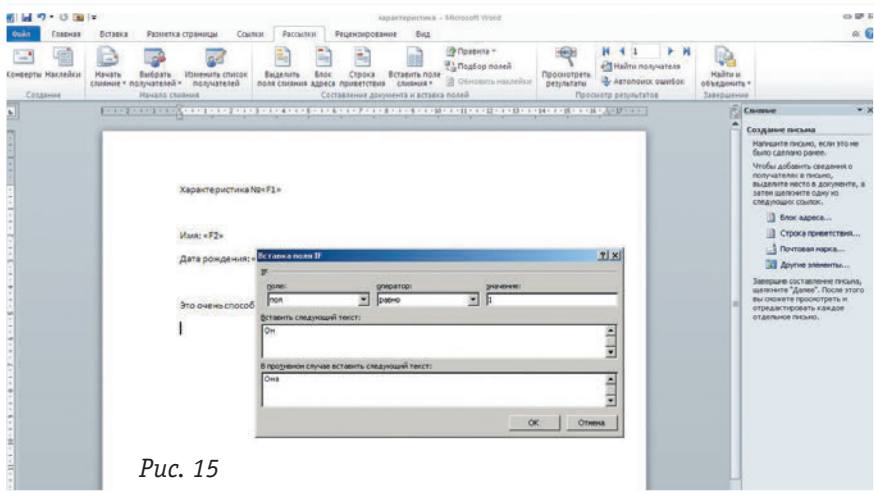 характеристика - Microsoft Word
Файл Главная Вставка Разметка страницы Ссылки Рассылки Рецензирование Вид
Конверты Наклейки
Создание
Начать слияние
Выбрать получателей
Изменить список получателей
Начало слияния
Выделить поля слияния
Блок адреса
Строка приветствия
Вставить поле слияния
Правила
Подбор полей
Обновить наклейки
Составление документа и вставка полей
Просмотреть результаты
1
Найти получателя
Автопоиск ошибок
Просмотр результатов
Найти и объединить
Завершение
Характеристика №«F1»
Имя: «F2»
Дата рождения: «
Это очень способ
Вставка поля IF
IF
поле: оператор: значение:
пол равно 1
Вставить следующий текст:
Он
В противном случае вставить следующий текст:
Она
ОК Отмена
Слияние
Создание письма
Напишите письмо, если это не
было сделано ранее.
Чтобы добавить сведения о
получателях в письмо,
выделите место в документе, а
затем щелкните одну из
следующих ссылок.
Блок адреса...
Строка приветствия...
Почтовая марка...
Другие элементы...
Завершив составление письма,
щелкните "Далее". После этого
вы сможете просмотреть и
отредактировать каждое
отдельное письмо.
Рис. 15